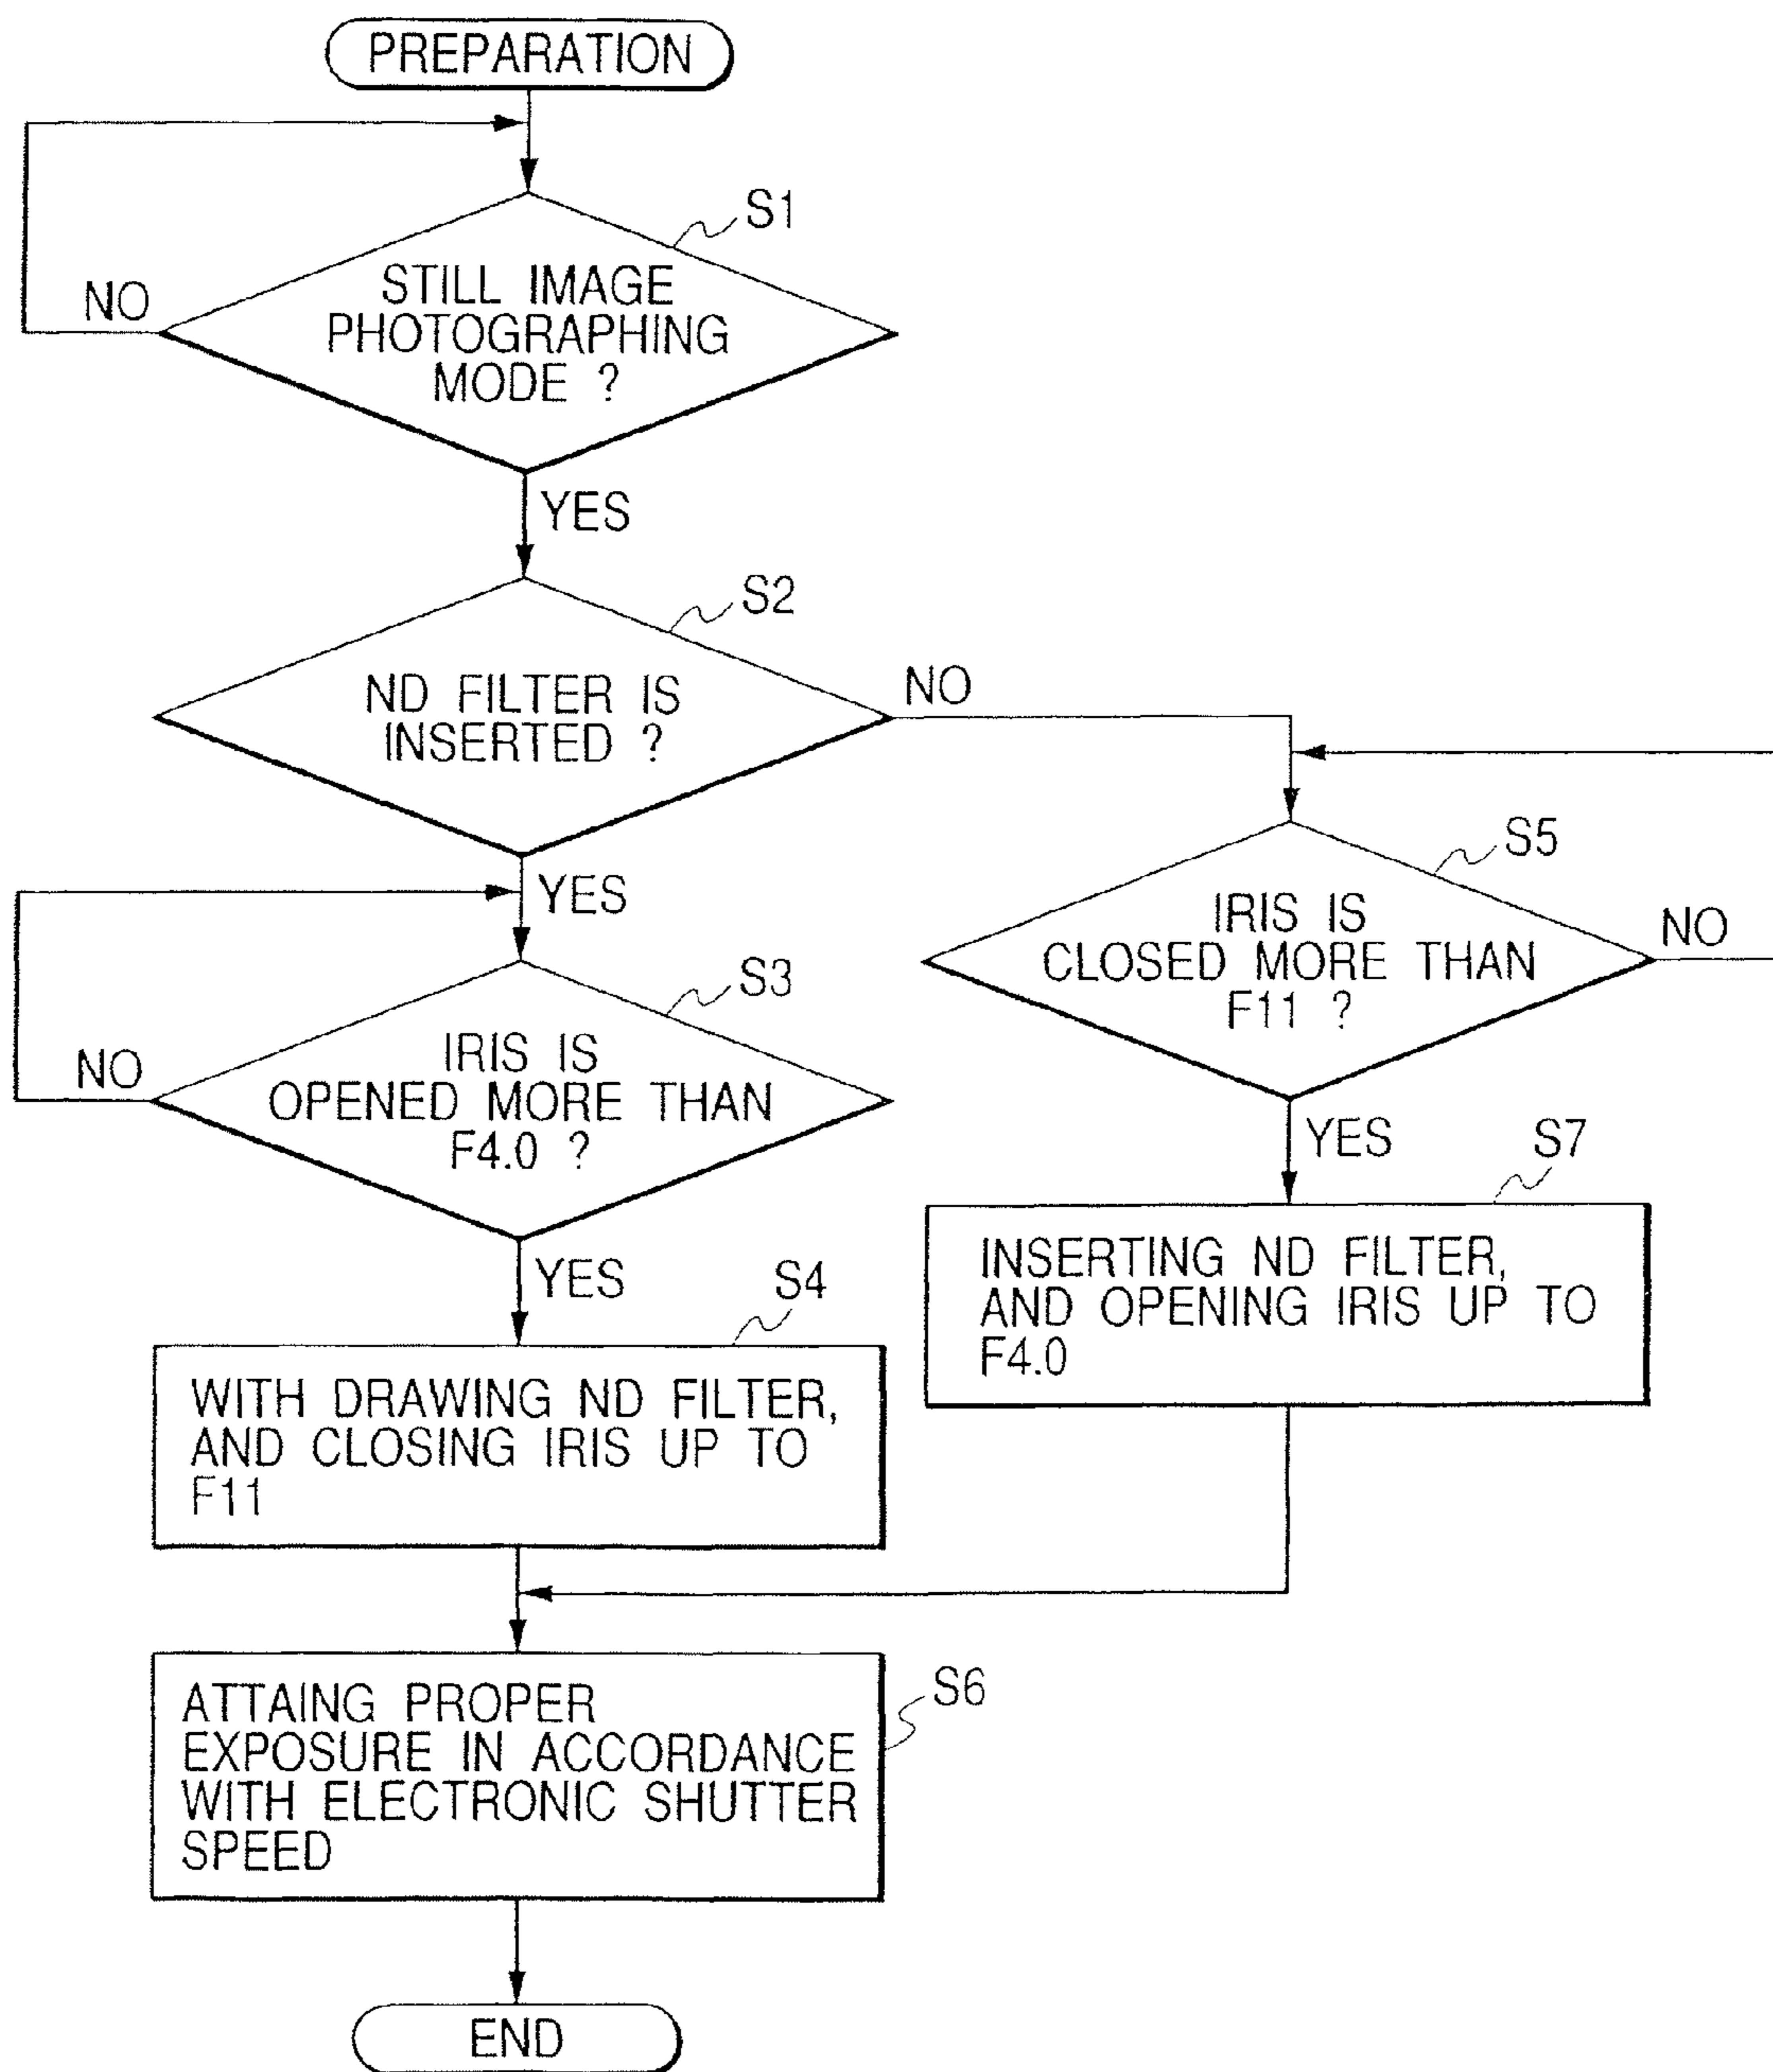 PREPARATION
S1
STILL IMAGE
PHOTOGRAPHING
MODE ?
NO
YES
S2
ND FILTER IS
INSERTED ?
NO
YES
S3
IRIS IS
OPENED MORE THAN
F4.0 ?
NO
YES
S4
WITH DRAWING ND FILTER,
AND CLOSING IRIS UP TO
F11
S5
IRIS IS
CLOSED MORE THAN
F11 ?
NO
YES
S7
INSERTING ND FILTER,
AND OPENING IRIS UP TO
F4.0
S6
ATTAING PROPER
EXPOSURE IN ACCORDANCE
WITH ELECTRONIC SHUTTER
SPEED
END